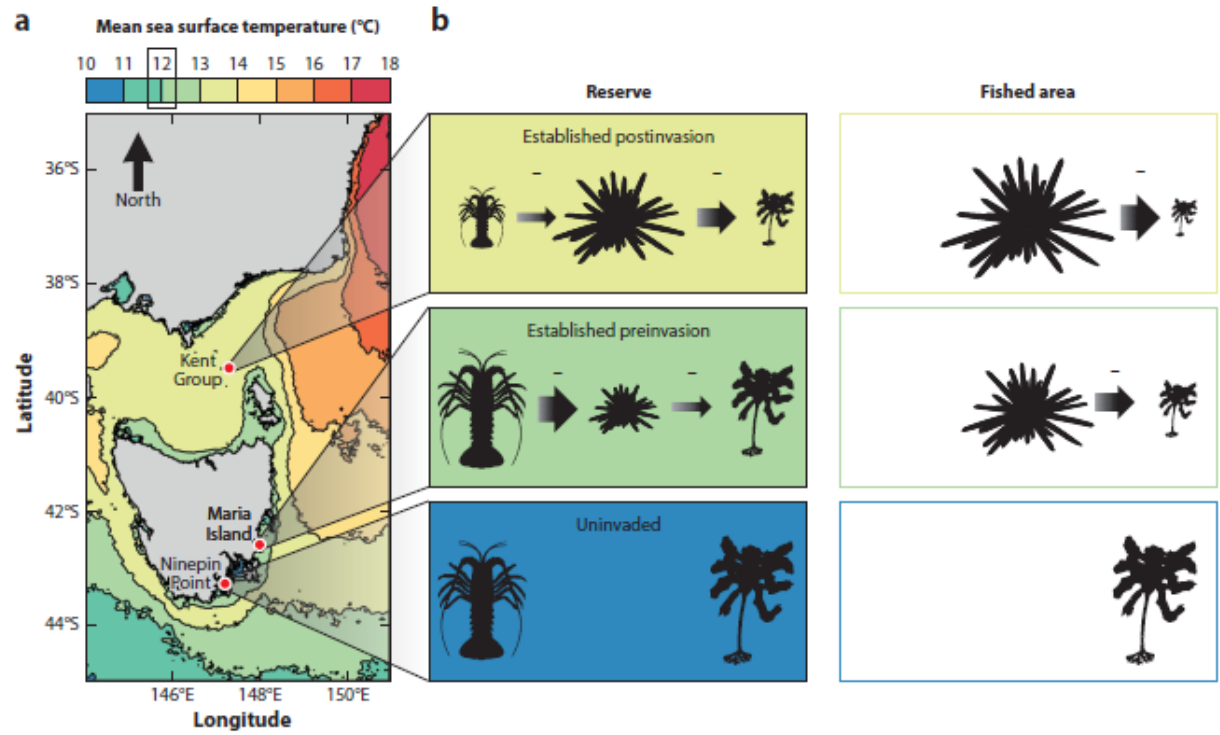 a
Mean sea surface temperature (°C)
10 11 12 13 14 15 16 17 18
36°S
38°S
40°S
42°S
44°S
Latitude
North
Kent
Group
Maria
Island
Ninepin
Point
146°E 148°E 150°E
Longitude
b
Reserve
Fished area
Established postinvasion
– –
–
Established preinvasion
– –
–
Uninvaded